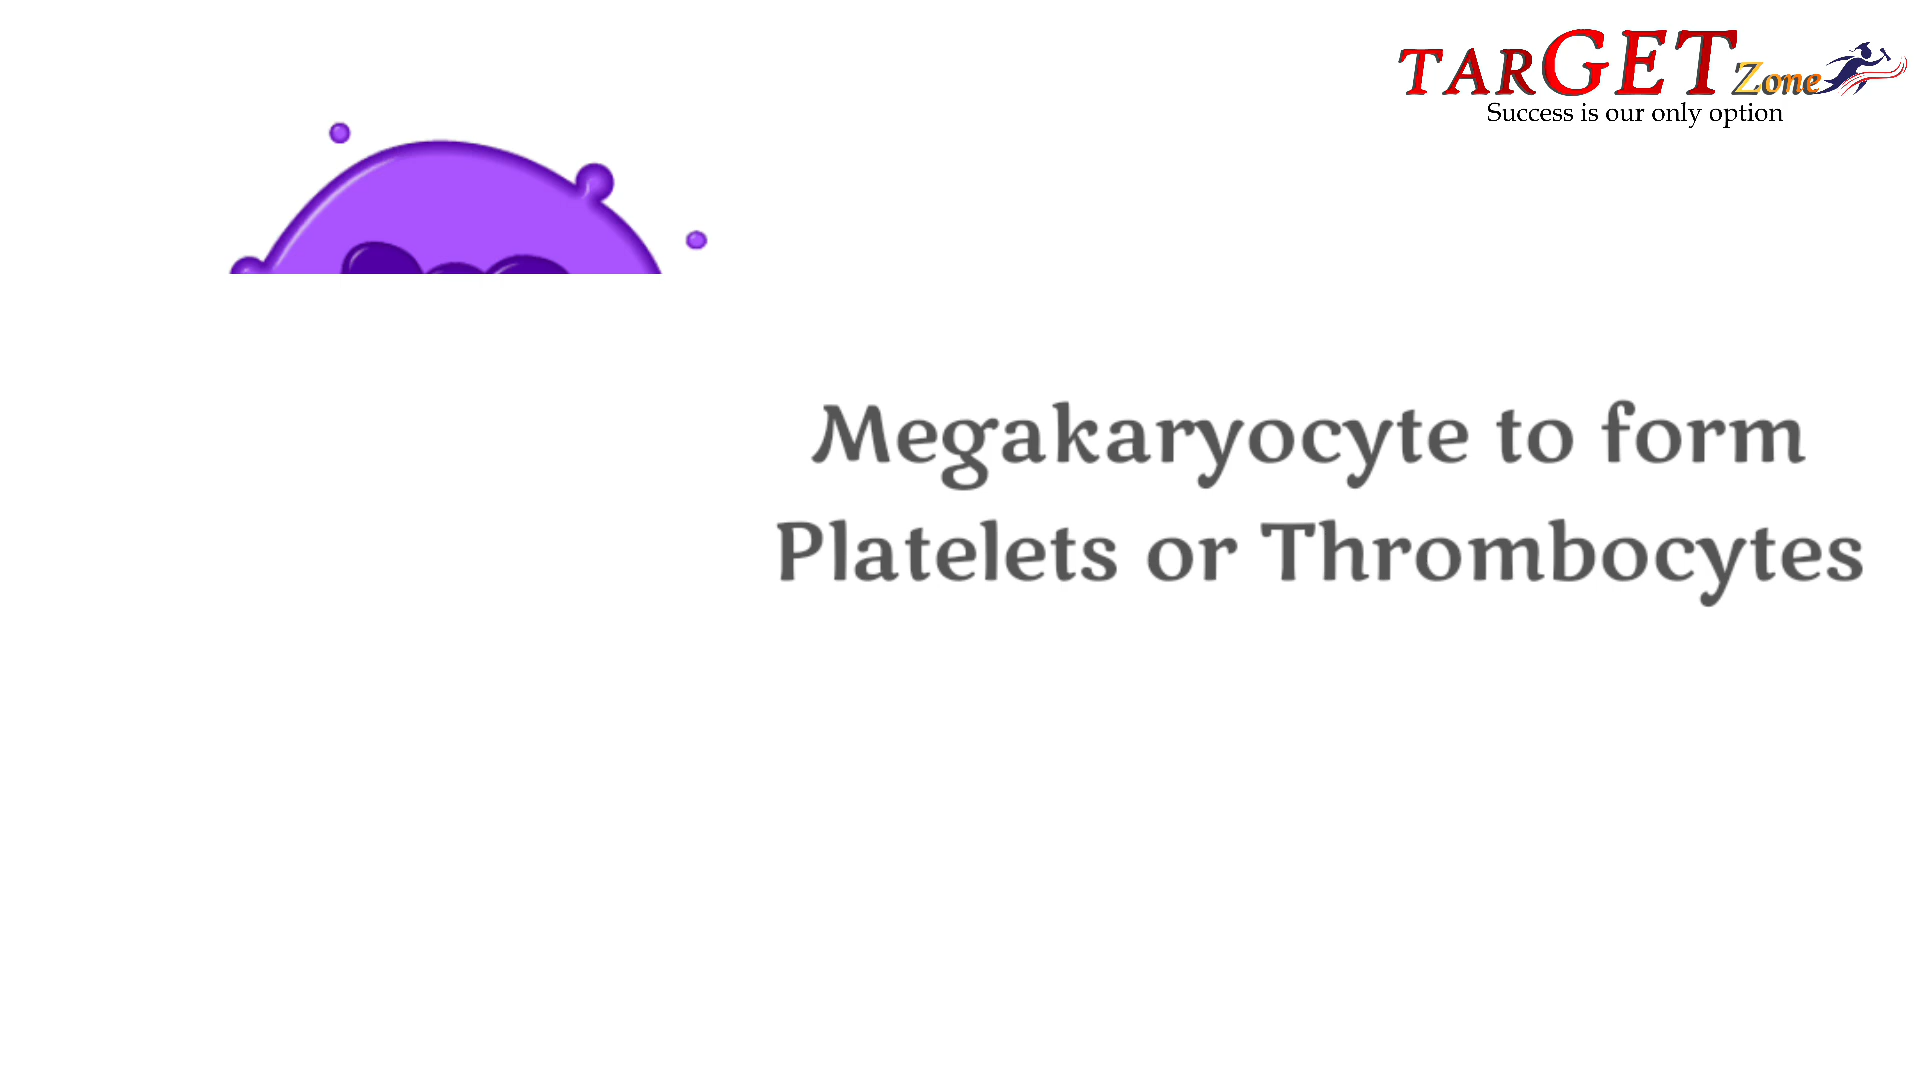 TARGET Zone
Success is our only option
Megakaryocyte to form
Platelets or Thrombocytes